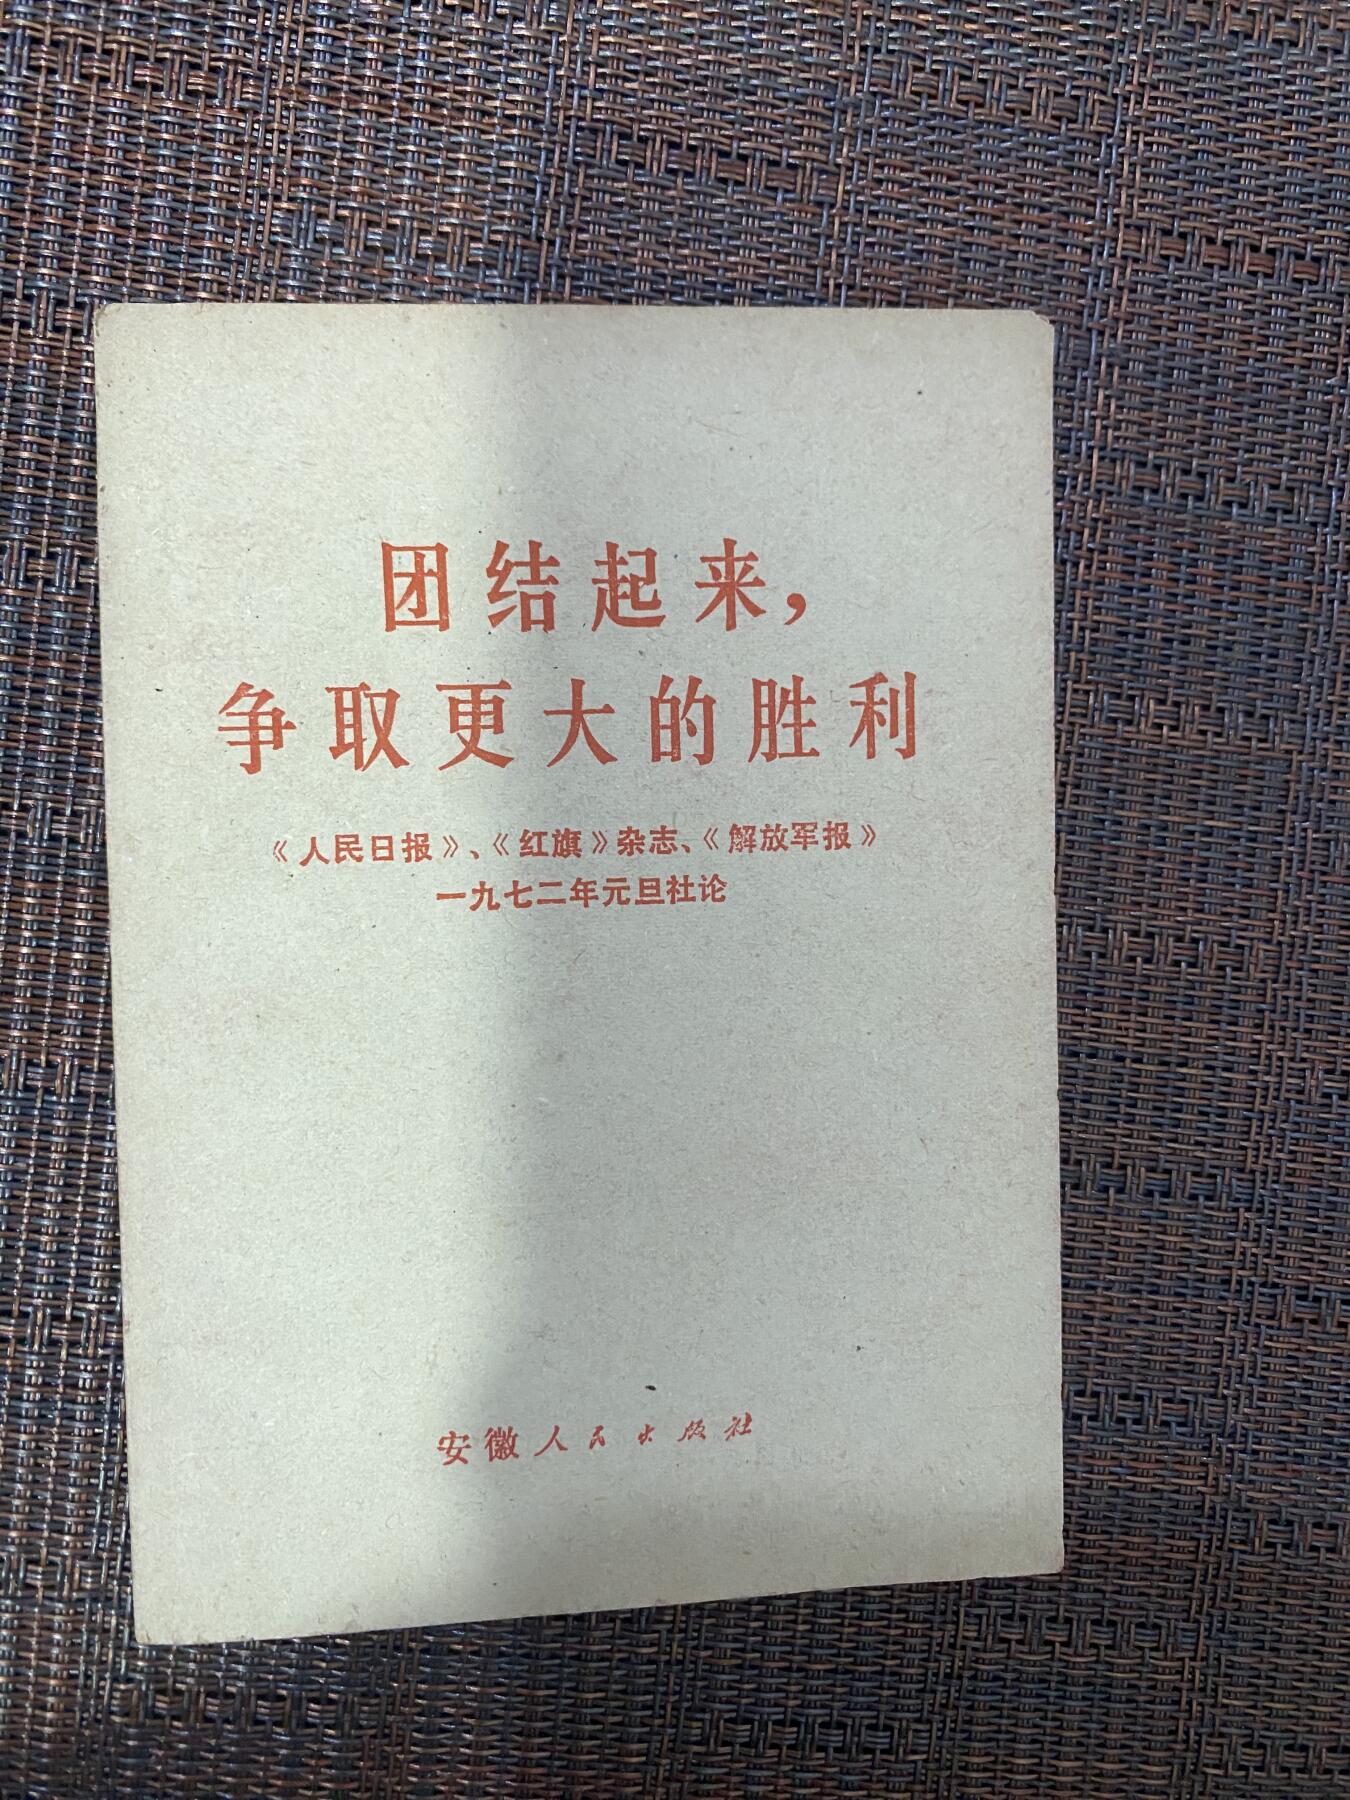 团结起来，
争取更大的胜利
《人民日报》、《红旗》杂志、《解放军报》
一九七二年元旦社论
安徽人民出版社